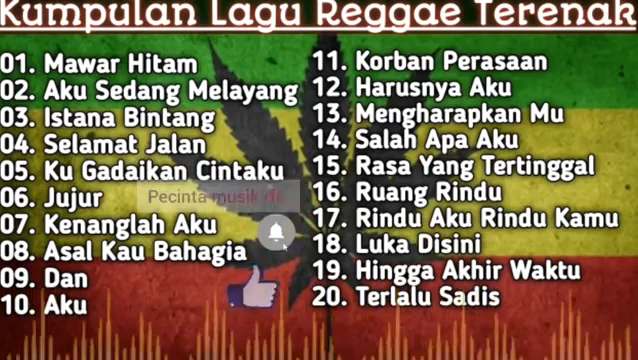 Kumpulan Lagu Reggae Terenak
01. Mawar Hitam
02. Aku Sedang Melayang
03. Istana Bintang
04. Selamat Jalan
05. Ku Gadaikan Cintaku
06. Jujur
07. Kenanglah Aku
08. Asal Kau Bahagia
09. Dan
10. Aku
Pecinta musik
11. Korban Perasaan
12. Harusnya Aku
13. Mengharapkan Mu
14. Salah Apa Aku
15. Rasa Yang Tertinggal
16. Ruang Rindu
17. Rindu Aku Rindu Kamu
18. Luka Disini
19. Hingga Akhir Waktu
20. Terlalu Sadis